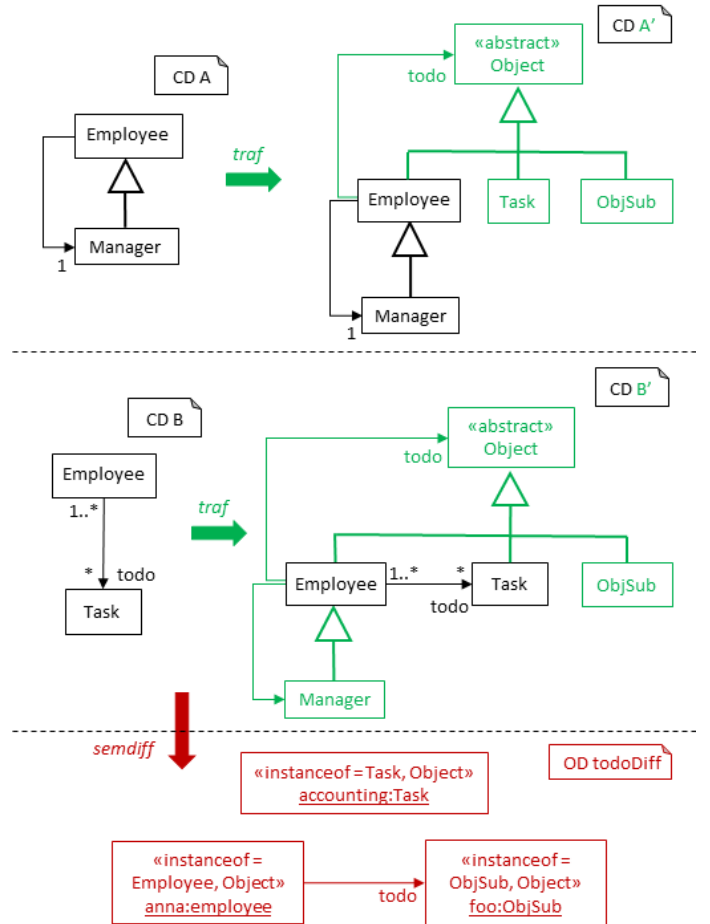 CD A'
«abstract»
Object
todo
CD A
Employee
traf
Manager
1
Employee
Task
ObjSub
Manager
1
CD B'
CD B
«abstract»
Object
todo
Employee
1..*
traf
* todo
Task
Employee
1..*
*
todo
Task
ObjSub
Manager
semdiff
OD todoDiff
«instanceof=Task, Object»
accounting:Task
«instanceof=
Employee, Object»
anna:employee
todo
«instanceof=
ObjSub, Object»
foo:ObjSub